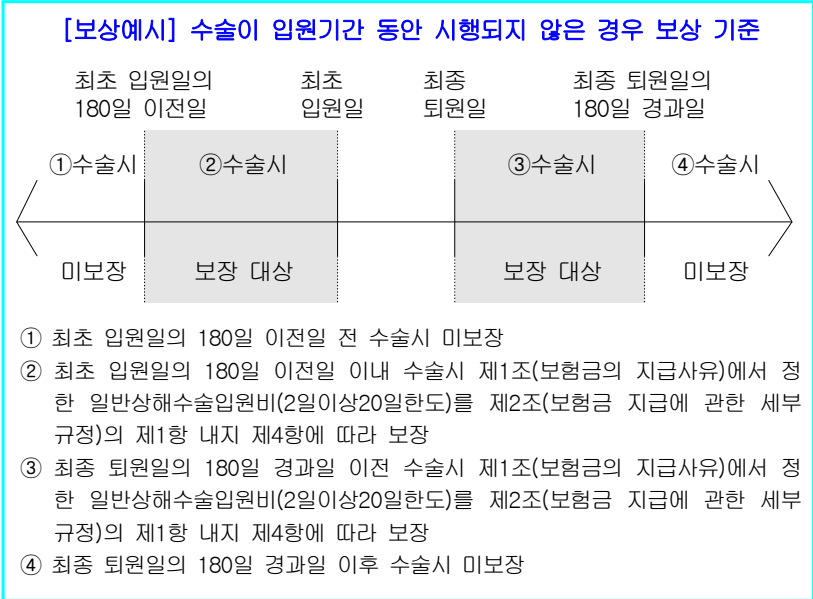 [보상예시] 수술이 입원기간 동안 시행되지 않은 경우 보상 기준
최초 입원일의 최초 최종 최종 퇴원일의
180일 이전일 입원일 퇴원일 180일 경과일
①수술시 ②수술시 ③수술시 ④수술시
미보장 보장 대상 보장 대상 미보장
① 최초 입원일의 180일 이전일 전 수술시 미보장
② 최초 입원일의 180일 이전일 이내 수술시 제1조(보험금의 지급사유)에서 정
한 일반상해수술입원비(2일이상20일한도)를 제2조(보험금 지급에 관한 세부
규정)의 제1항 내지 제4항에 따라 보장
③ 최종 퇴원일의 180일 경과일 이전 수술시 제1조(보험금의 지급사유)에서 정
한 일반상해수술입원비(2일이상20일한도)를 제2조(보험금 지급에 관한 세부
규정)의 제1항 내지 제4항에 따라 보장
④ 최종 퇴원일의 180일 경과일 이후 수술시 미보장